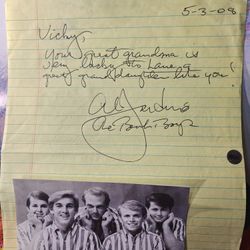 5-3-08
Vicky,
Your great grandma is
very lucky to have a
great granddaughter like you!
Al Jardine
The Beach Boys